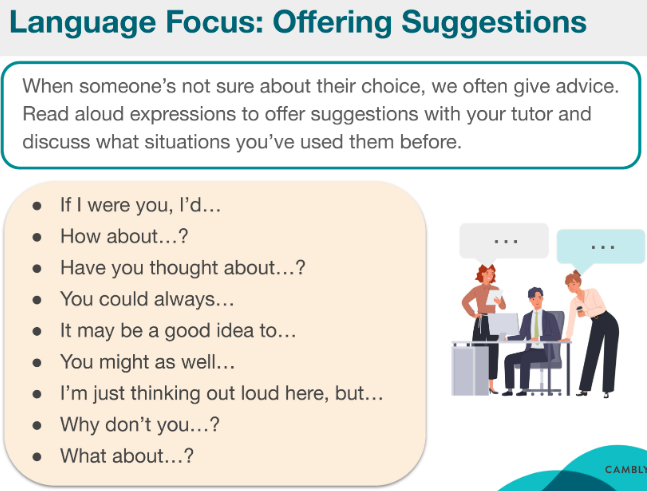 Language Focus: Offering Suggestions
When someone's not sure about their choice, we often give advice.
Read aloud expressions to offer suggestions with your tutor and
discuss what situations you've used them before.
● If I were you, I'd…
● How about…?
● Have you thought about…?
● You could always…
● It may be a good idea to…
● You might as well…
● I'm just thinking out loud here, but…
● Why don't you…?
● What about…?
...
...
CAMBLY